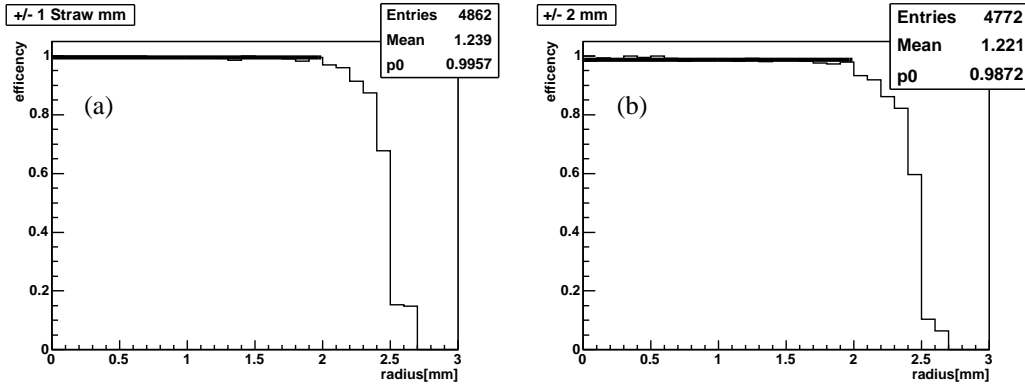 +/- 1 Straw mm
Entries 4862
Mean 1.239
p0 0.9957
efficency
1
0.8
0.6
0.4
0.2
0
(a)
0 0.5 1 1.5 2 2.5 3
radius[mm]
+/- 2 mm
Entries 4772
Mean 1.221
p0 0.9872
efficency
1
0.8
0.6
0.4
0.2
0
(b)
0 0.5 1 1.5 2 2.5 3
radius[mm]